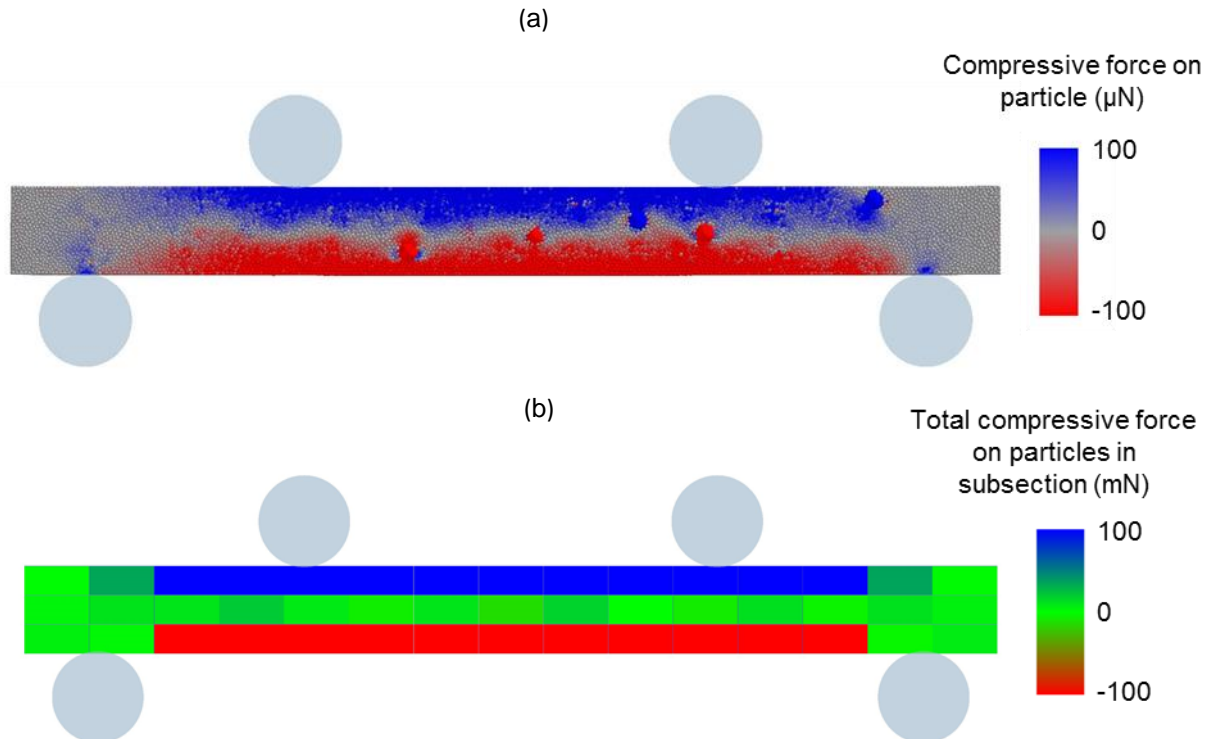 (a)
Compressive force on
particle (µN)
100
0
-100
(b)
Total compressive force
on particles in
subsection (mN)
100
0
-100